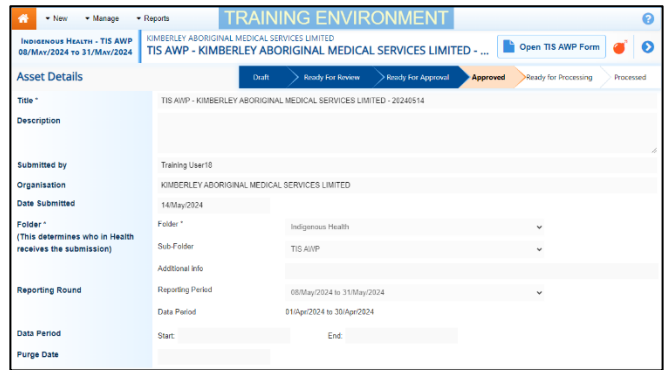 New Manage Reports TRAINING ENVIRONMENT ?
INDIGENOUS HEALTH - TIS AWP
08/MAY/2024 TO 31/MAY/2024
KIMBERLEY ABORIGINAL MEDICAL SERVICES LIMITED
TIS AWP - KIMBERLEY ABORIGINAL MEDICAL SERVICES LIMITED - ...
Open TIS AWP Form
Asset Details
Draft Ready For Review Ready For Approval Approved Ready for Processing Processed
Title * TIS AWP - KIMBERLEY ABORIGINAL MEDICAL SERVICES LIMITED - 20240514
Description
Submitted by Training User18
Organisation KIMBERLEY ABORIGINAL MEDICAL SERVICES LIMITED
Date Submitted 14/May/2024
Folder * Folder * Indigenous Health
(This determines who in Health
receives the submission) Sub-Folder TIS AWP
Additional info
Reporting Round Reporting Period 08/May/2024 to 31/May/2024
Data Period 01/Apr/2024 to 30/Apr/2024
Data Period Start: End:
Purge Date